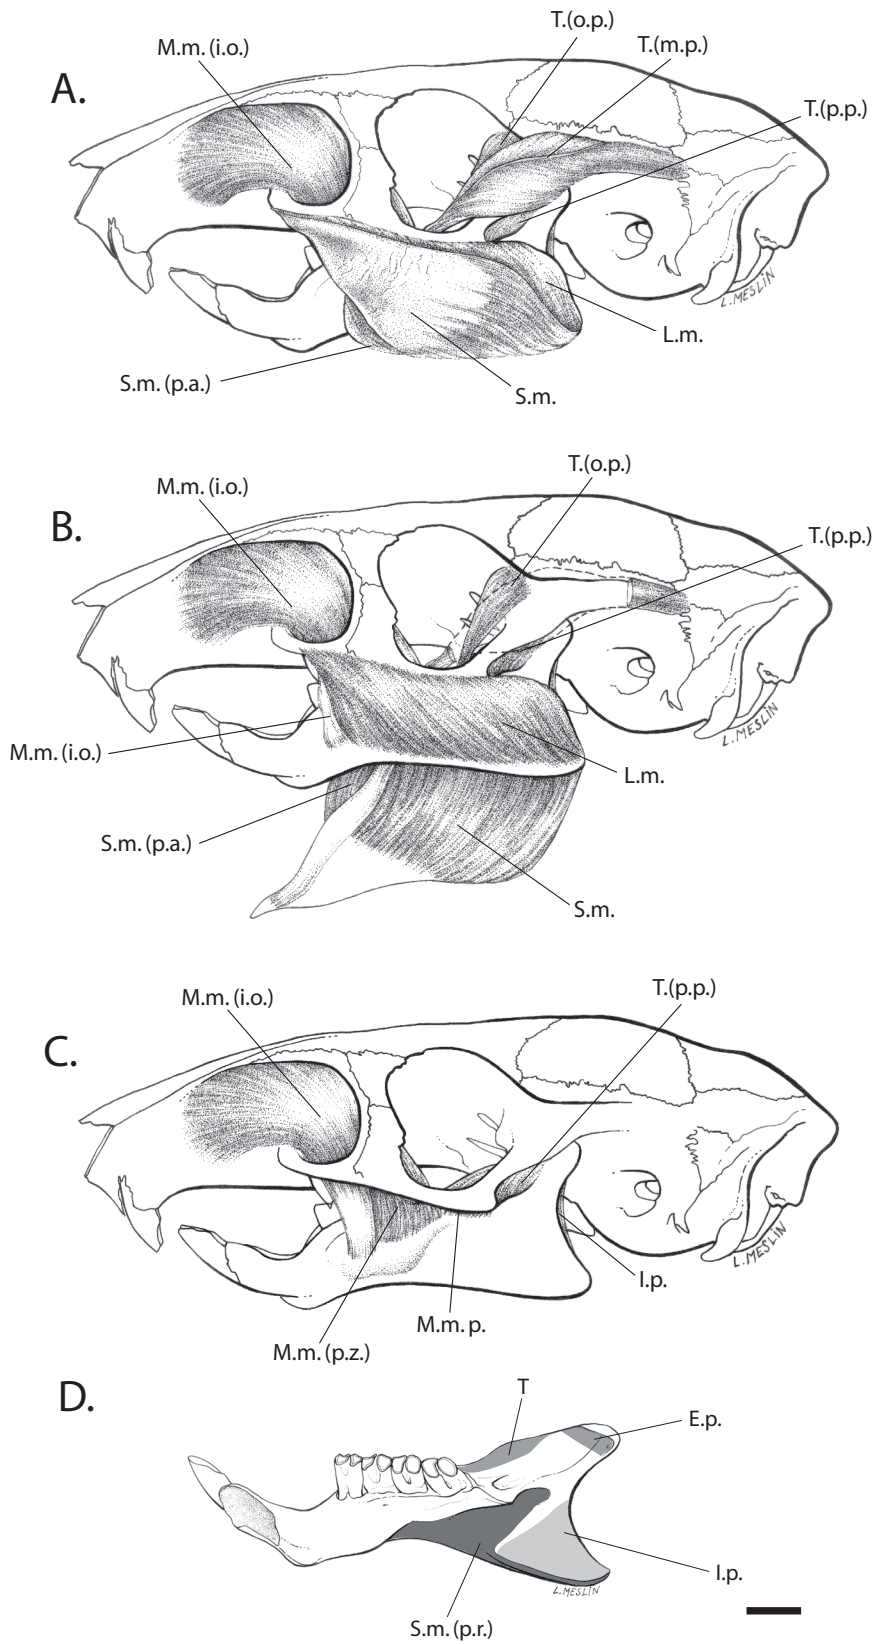 A.
M.m. (i.o.)
T.(o.p.)
T.(m.p.)
T.(p.p.)
L. MESLiN
L.m.
S.m. (p.a.)
S.m.
B.
M.m. (i.o.)
T.(o.p.)
T.(p.p.)
L. MESLiN
M.m. (i.o.)
L.m.
S.m. (p.a.)
S.m.
C.
M.m. (i.o.)
T.(p.p.)
L. MESLiN
I.p.
M.m. p.
M.m. (p.z.)
D.
T
E.p.
I.p.
L. MESLiN
S.m. (p.r.)